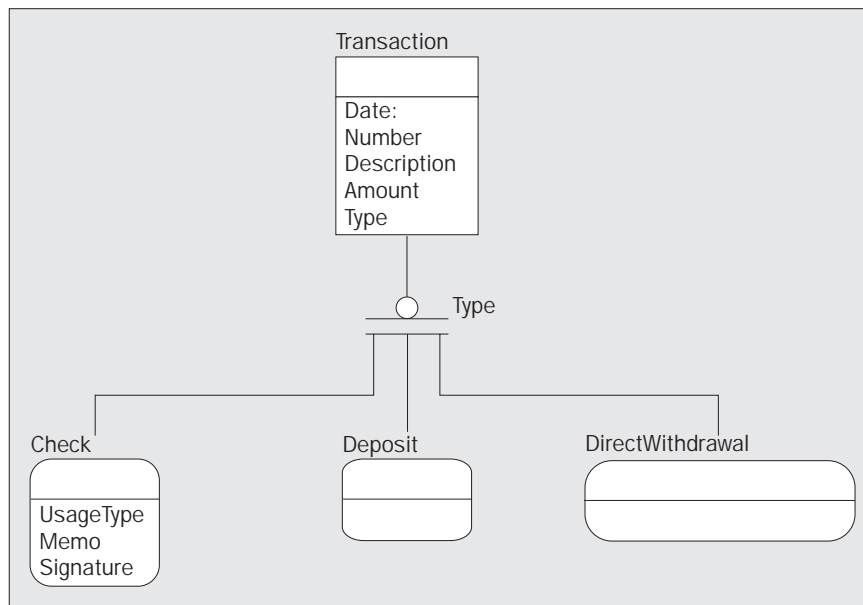 Transaction
Date:
Number
Description
Amount
Type
Type
Check
UsageType
Memo
Signature
Deposit
DirectWithdrawal